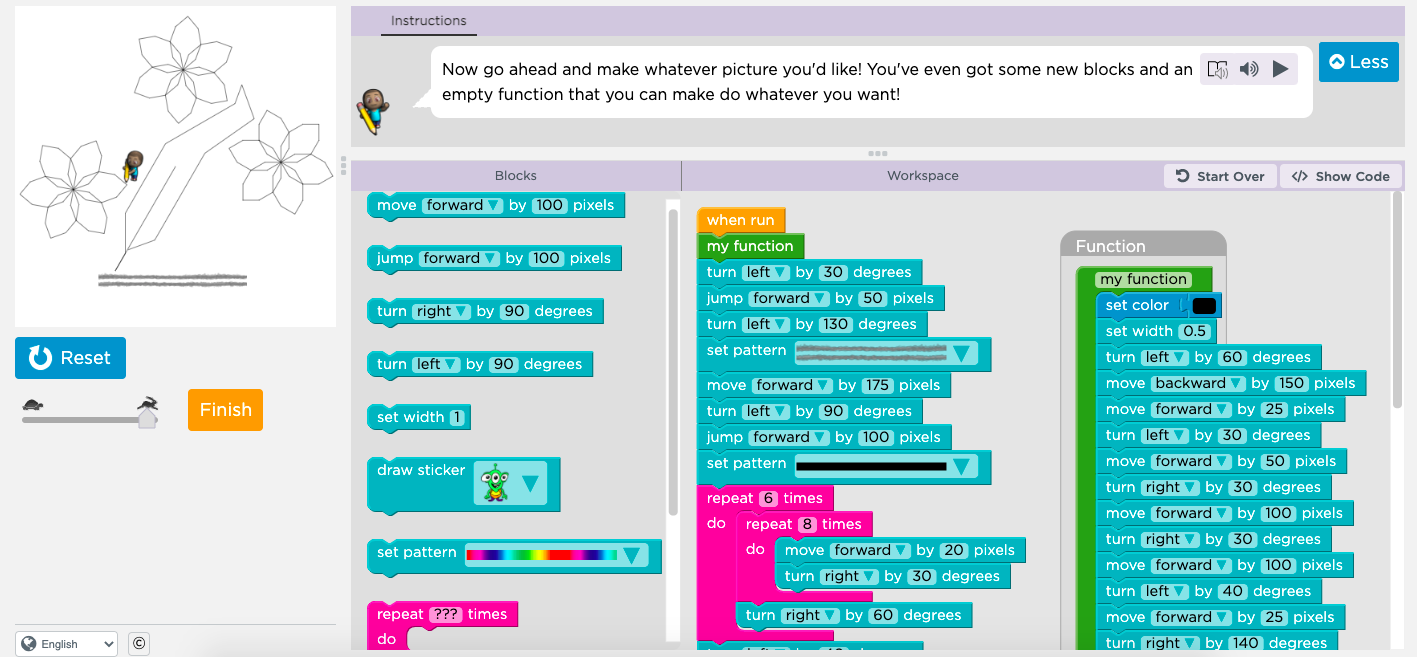 Instructions
Now go ahead and make whatever picture you'd like! You've even got some new blocks and an
empty function that you can make do whatever you want!
Less
Blocks
Workspace
Start Over
</> Show Code
move forward by 100 pixels
jump forward by 100 pixels
turn right by 90 degrees
turn left by 90 degrees
set width 1
draw sticker
set pattern
repeat ??? times
do
when run
my function
turn left by 30 degrees
jump forward by 50 pixels
turn left by 130 degrees
set pattern
move forward by 175 pixels
turn left by 90 degrees
jump forward by 100 pixels
set pattern
repeat 6 times
do
repeat 8 times
do
move forward by 20 pixels
turn right by 30 degrees
turn right by 60 degrees
Function
my function
set color
set width 0.5
turn left by 60 degrees
move backward by 150 pixels
move forward by 25 pixels
turn left by 30 degrees
move forward by 50 pixels
turn right by 30 degrees
move forward by 100 pixels
turn right by 30 degrees
move forward by 100 pixels
turn left by 40 degrees
move forward by 25 pixels
turn right by 140 degrees
Reset
Finish
English
©